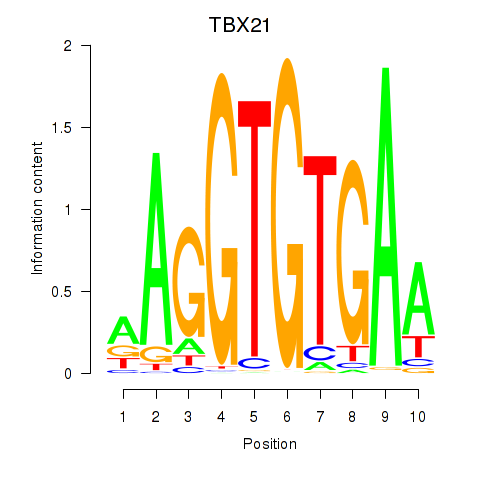 TBX21
2
1.5
1
0.5
0
Information content
A G T C
A G T
G A T C
G T
T C
G
T C A G
G T C A
A G
A T C G
1 2 3 4 5 6 7 8 9 10
Position